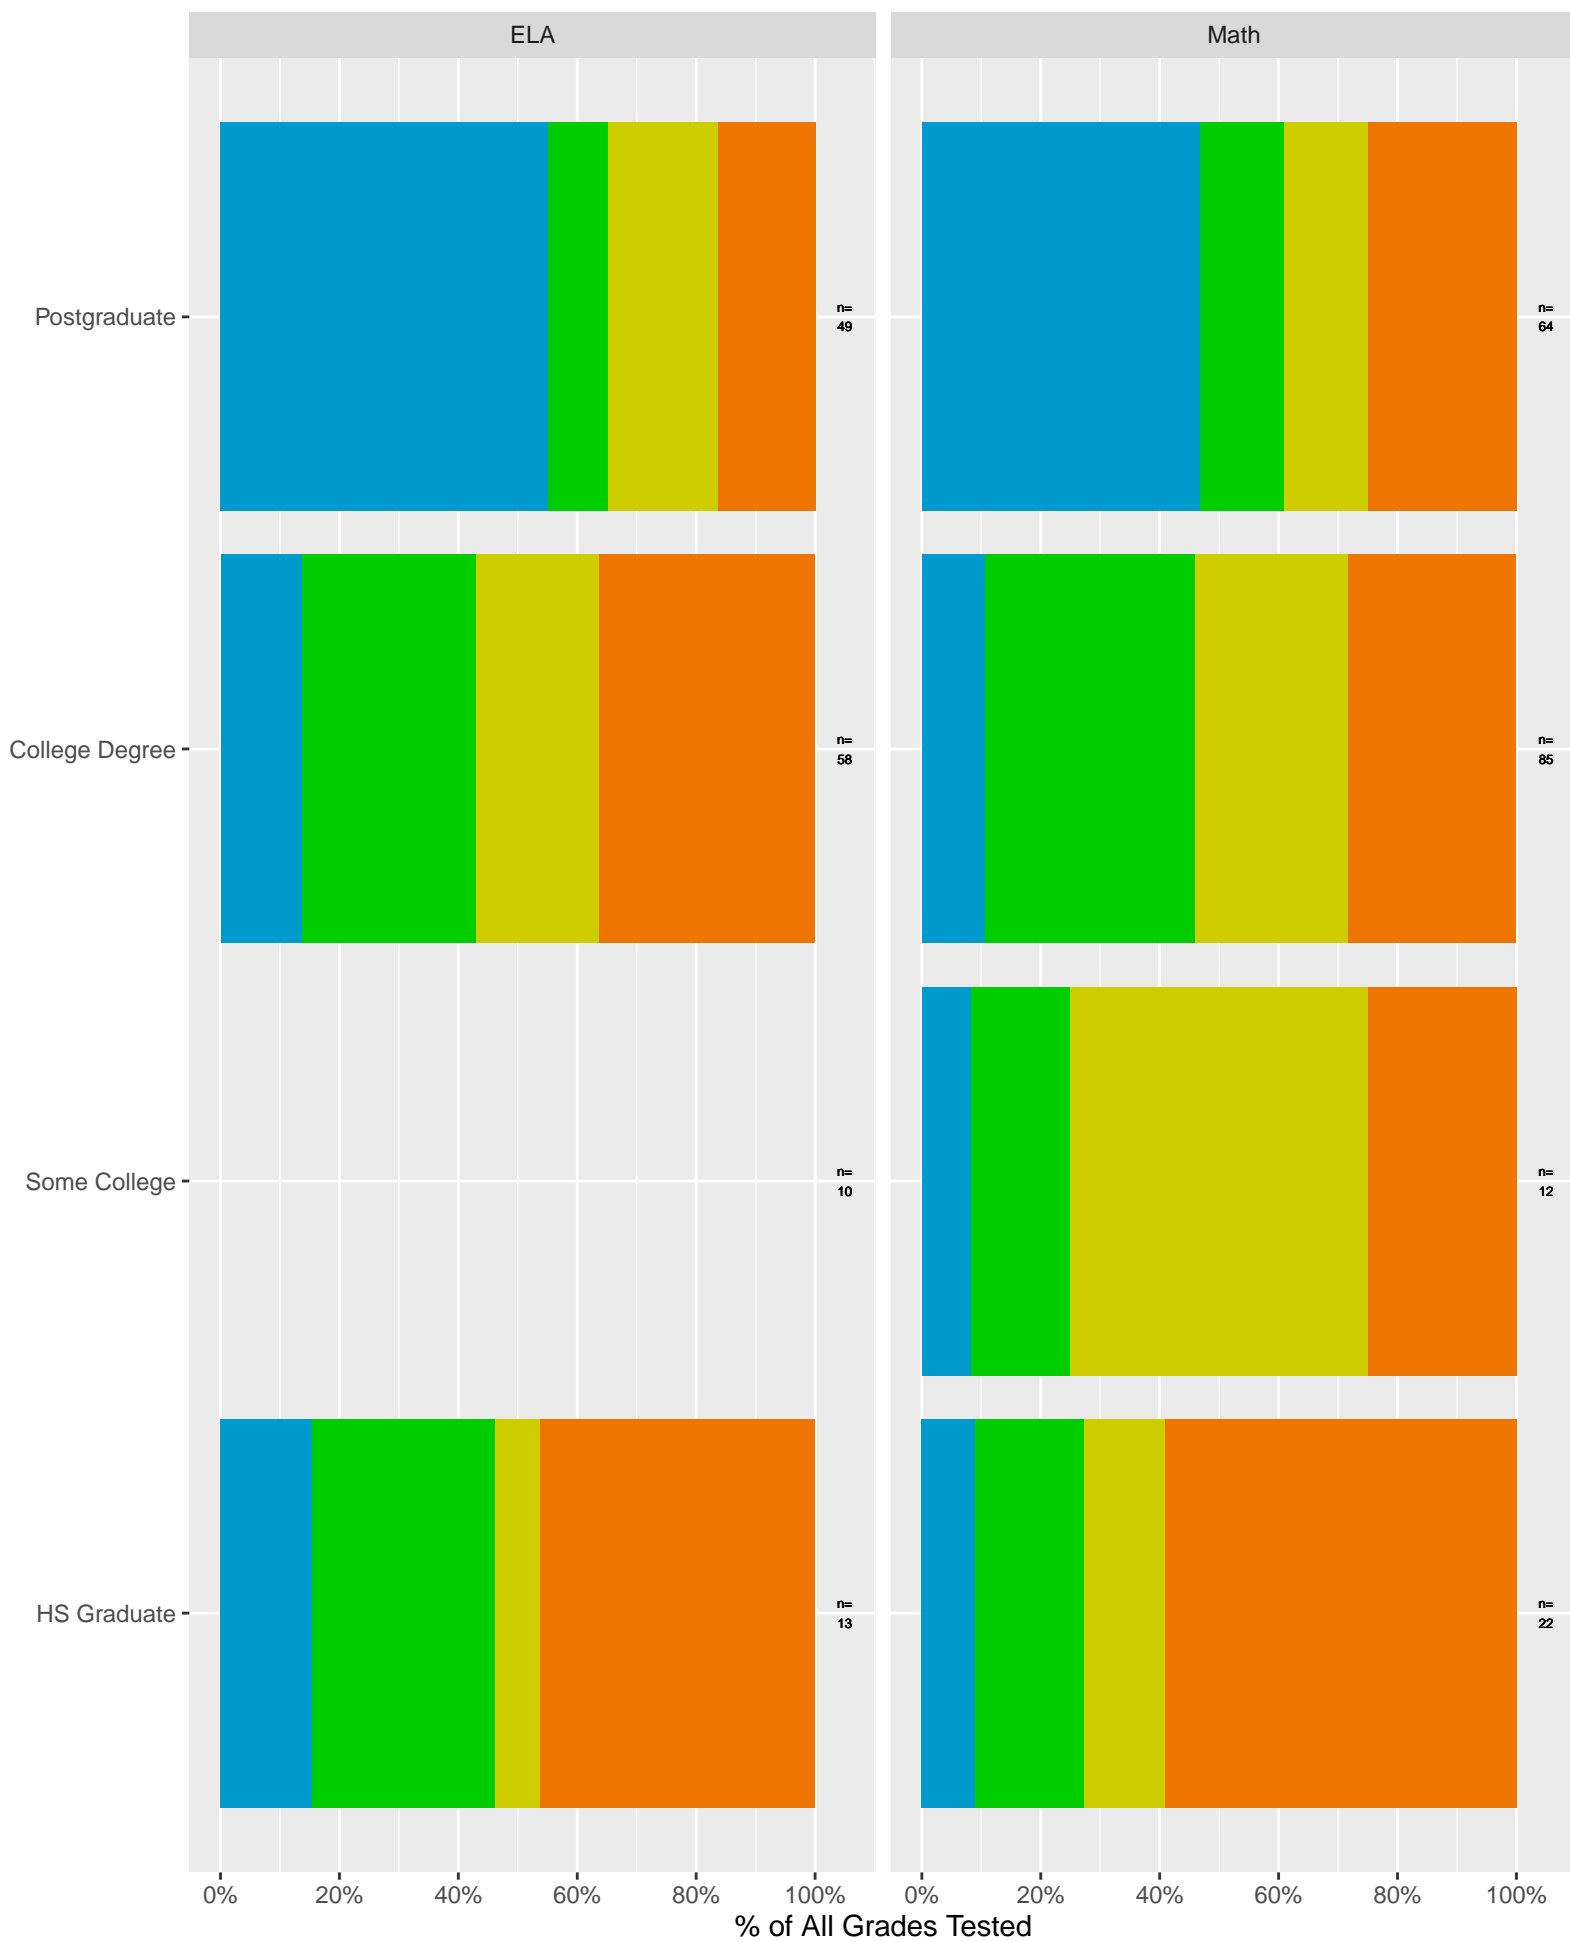 ELA
Math
Postgraduate
n=
49
n=
64
College Degree
n=
58
n=
85
Some College
n=
10
n=
12
HS Graduate
n=
13
n=
22
0% 20% 40% 60% 80% 100%
0% 20% 40% 60% 80% 100%
% of All Grades Tested